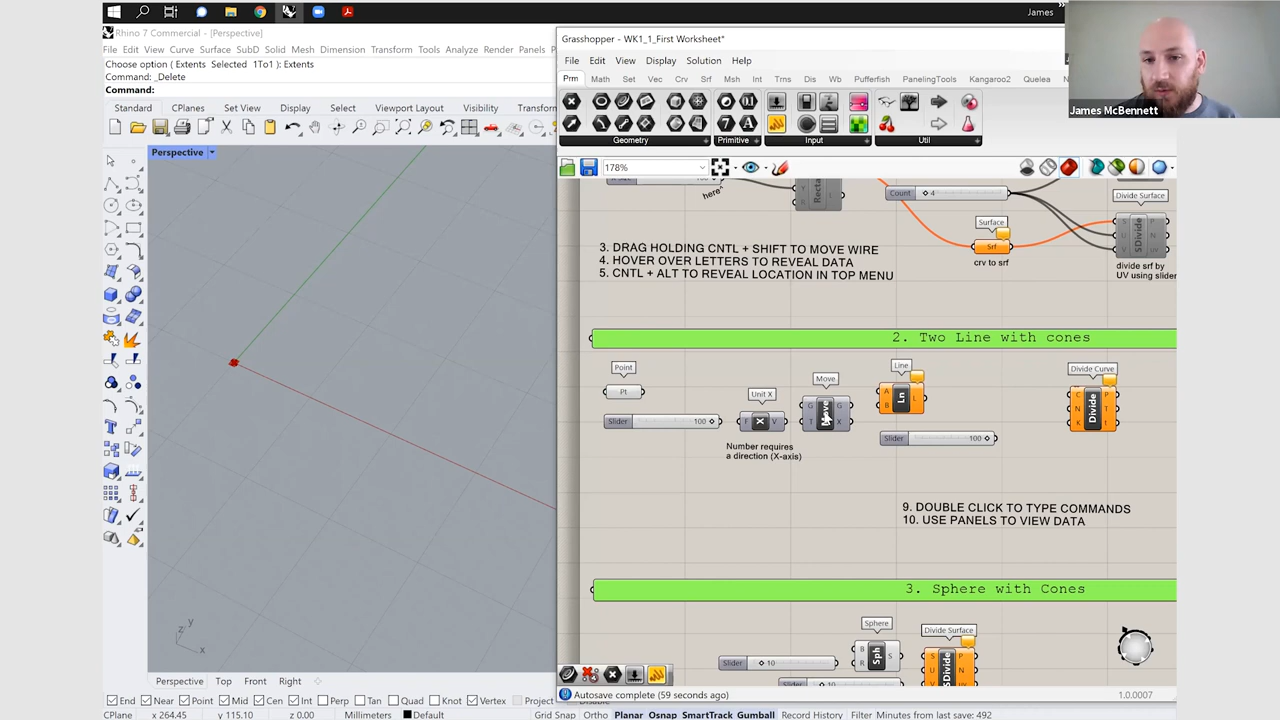 James
Rhino 7 Commercial - [Perspective]
File Edit View Curve Surface SubD Solid Mesh Dimension Transform Tools Analyze Render Panels
Choose option ( Extents Selected 1To1 ): Extents
Command: _Delete
Command:
Standard CPlanes Set View Display Select Viewport Layout Visibility Transform
Perspective
z y
x
Perspective Top Front Right
End Near Point Mid Cen Int Perp Tan Quad Knot Vertex Project
CPlane x 264.45 y 115.10 z 0.00 Millimeters Default Grid Snap Ortho Planar Osnap SmartTrack Gumball Record History Filter Minutes from last save: 492
Grasshopper - WK1_1_First Worksheet*
File Edit View Display Solution Help
Prm Math Set Vec Crv Srf Msh Int Trns Dis Wb Pufferfish PanelingTools Kangaroo2 Quelea
Geometry Primitive Input Util
178%
James McBennett
here^
Count 4
Divide Surface
Surface
Srf
SDivide
S U V P N uv
crv to srf
divide srf by
UV using slider
3. DRAG HOLDING CNTL + SHIFT TO MOVE WIRE
4. HOVER OVER LETTERS TO REVEAL DATA
5. CNTL + ALT TO REVEAL LOCATION IN TOP MENU
2. Two Line with cones
Point
Pt
Slider 100
Unit X
F X V
Number requires
a direction (X-axis)
Move
G T Move G X
Line
A B Ln L
Slider 100
Divide Curve
C N K Divide P T t
9. DOUBLE CLICK TO TYPE COMMANDS
10. USE PANELS TO VIEW DATA
3. Sphere with Cones
Sphere
B R Sph S
Slider 10
Divide Surface
SDivide
Slider 10
Autosave complete (59 seconds ago)
1.0.0007